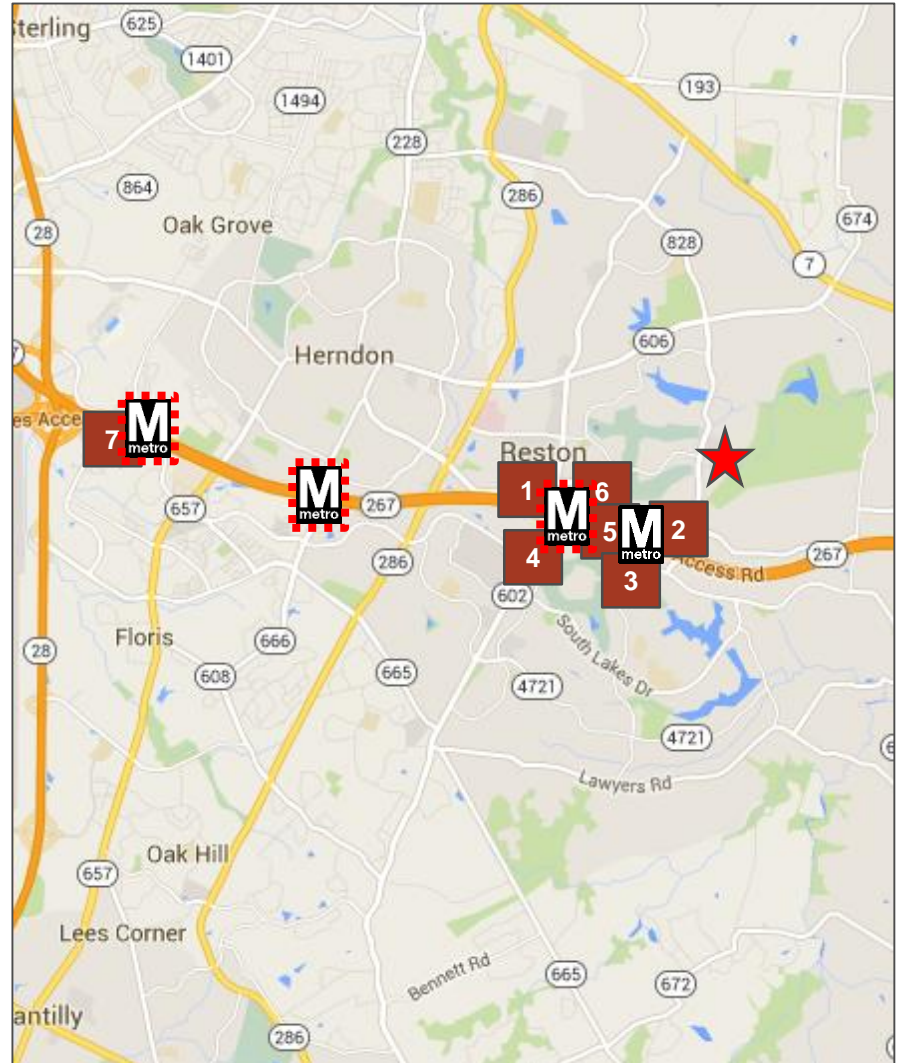 Sterling
625
1401
1494
193
228
864
286
Oak Grove
674
28
828
7
606
Herndon
es Acce
7
M
metro
Reston
1
6
M
metro
267
657
M
metro
5
M
metro
2
286
4
Access Rd
267
3
602
Floris
666
28
608
665
South Lakes Dr
4721
4721
Lawyers Rd
Oak Hill
657
Lees Corner
Bennett Rd
665
672
antilly
286